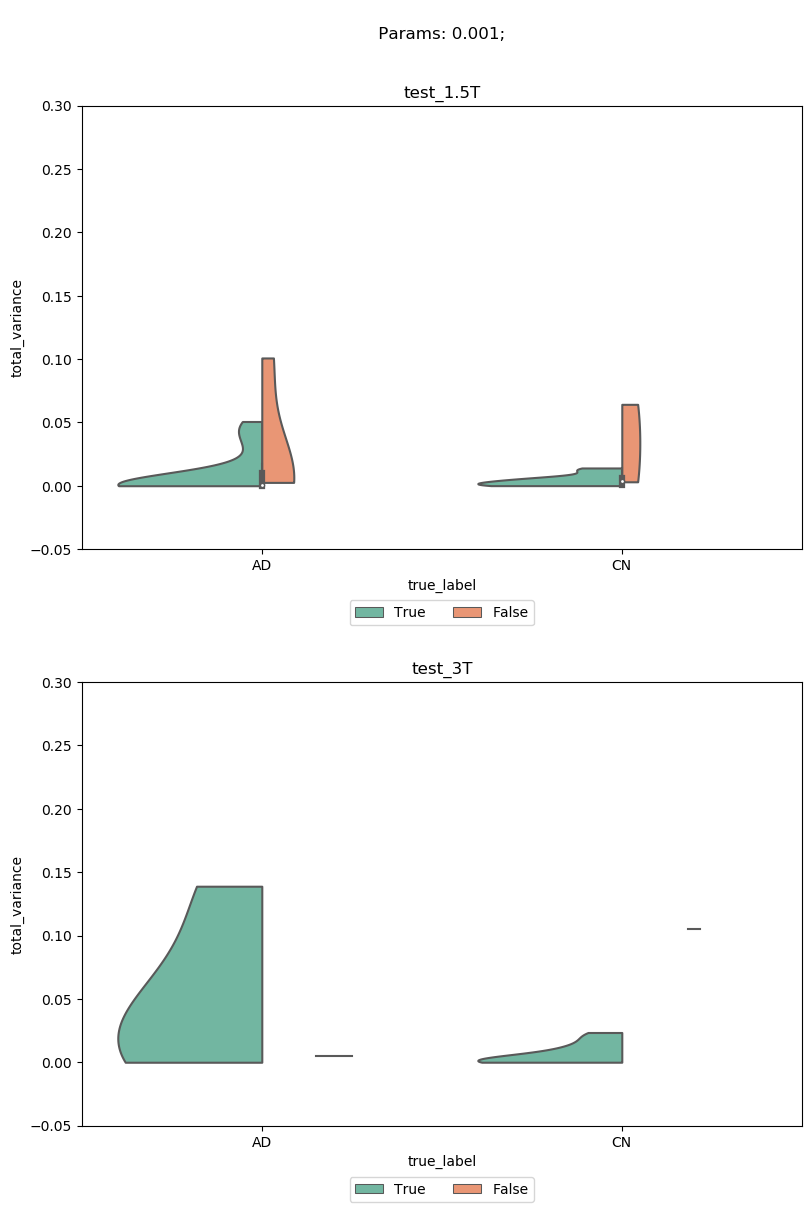 Params: 0.001;
test_1.5T
0.30
0.25
0.20
0.15
0.10
0.05
0.00
−0.05
total_variance
AD CN
true_label
True False
test_3T
0.30
0.25
0.20
0.15
0.10
0.05
0.00
−0.05
total_variance
AD CN
true_label
True False